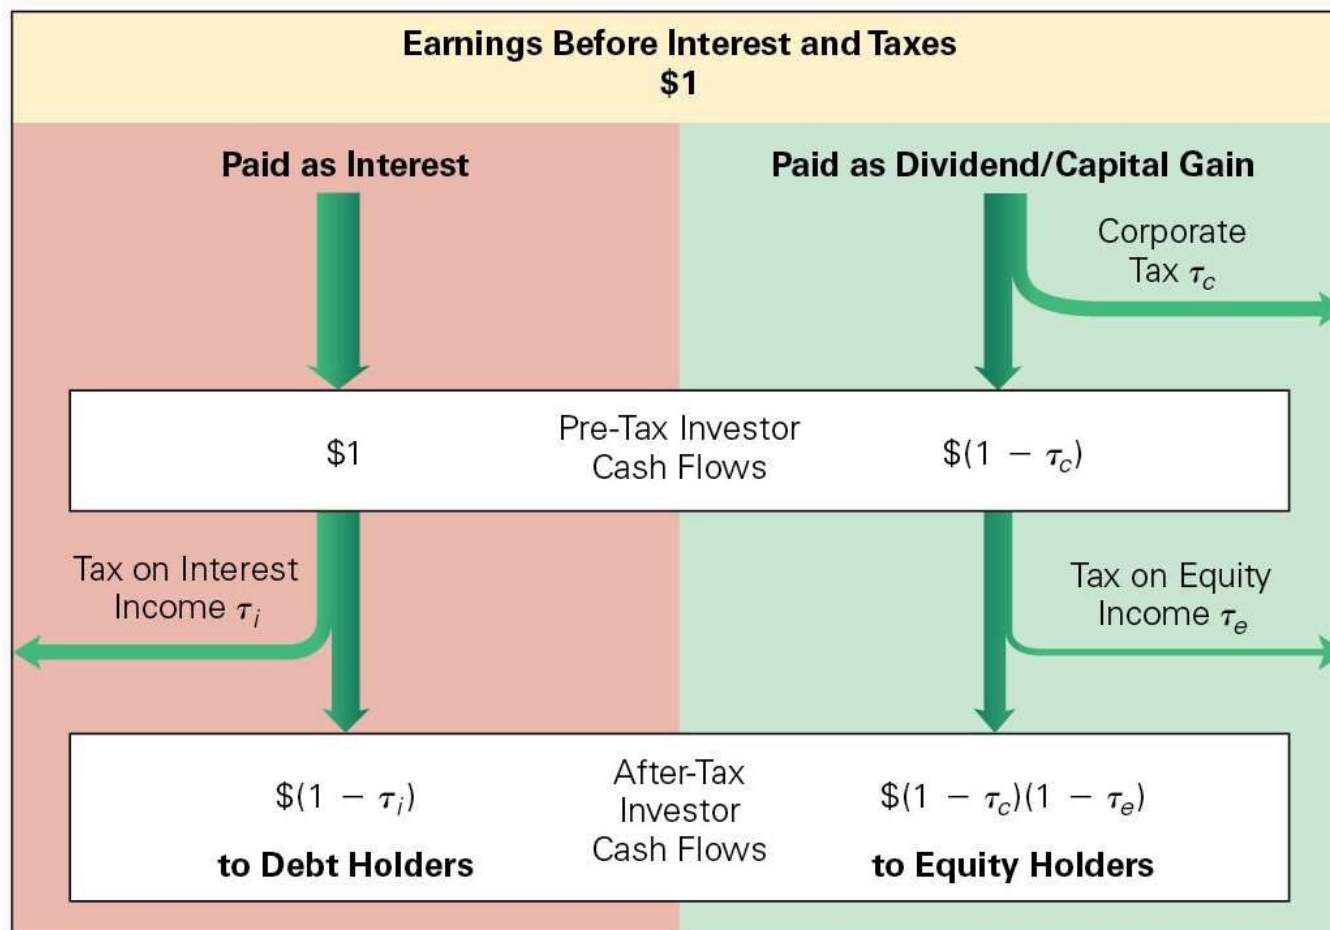 Earnings Before Interest and Taxes
$1
Paid as Interest
Paid as Dividend/Capital Gain
Corporate
Tax τc
$1
Pre-Tax Investor
Cash Flows
$(1 − τc)
Tax on Interest
Income τi
Tax on Equity
Income τe
$(1 − τi)
to Debt Holders
After-Tax
Investor
Cash Flows
$(1 − τc)(1 − τe)
to Equity Holders